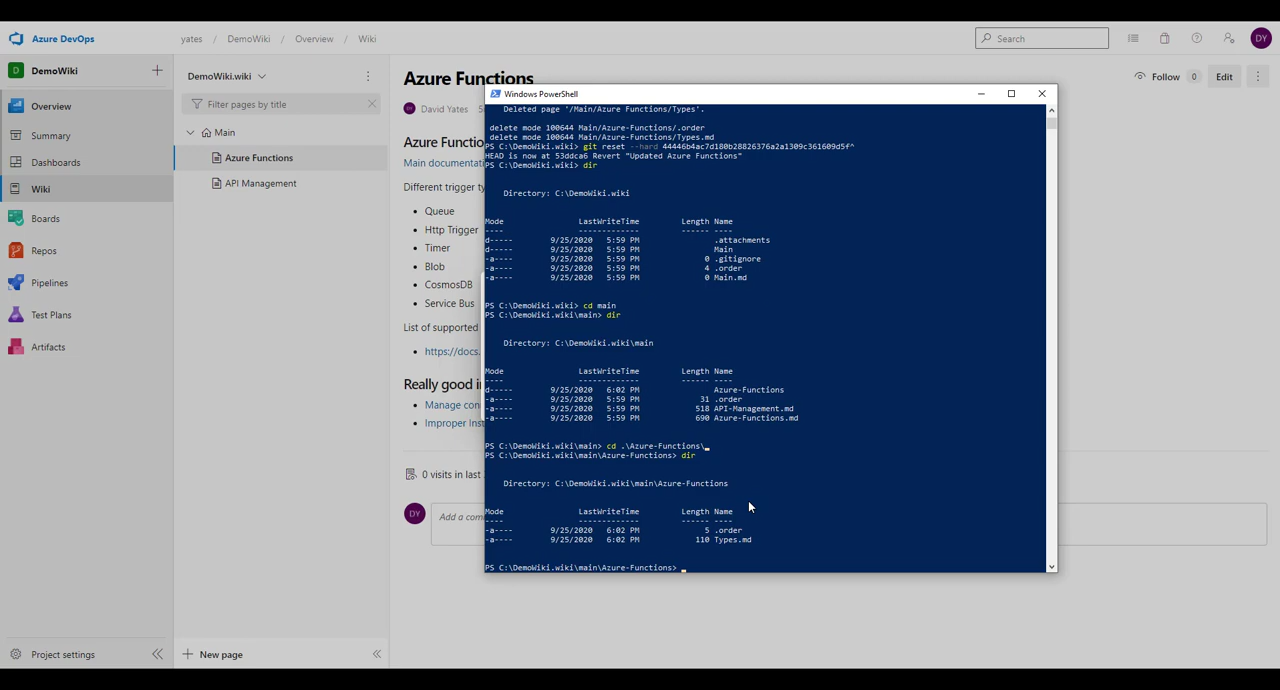 Azure DevOps
yates / DemoWiki / Overview / Wiki
Search
DY
D DemoWiki
Overview
Summary
Dashboards
Wiki
Boards
Repos
Pipelines
Test Plans
Artifacts
Project settings
DemoWiki.wiki
Filter pages by title
Main
Azure Functions
API Management
New page
Azure Functions
Follow 0 Edit
DY David Yates
Azure Functio
Main documentat
Different trigger ty
Queue
Http Trigger
Timer
Blob
CosmosDB
Service Bus
List of supported
https://docs.
Really good i
Manage con
Improper Inst
0 visits in last
DY Add a com
Windows PowerShell
Deleted page '/Main/Azure Functions/Types'.
delete mode 100644 Main/Azure-Functions/.order
delete mode 100644 Main/Azure-Functions/Types.md
PS C:\DemoWiki.wiki> git reset --hard 44446b4ac7d180b28826376a2a1309c361609d5f^
HEAD is now at 53ddca6 Revert "Updated Azure Functions"
PS C:\DemoWiki.wiki> dir
Directory: C:\DemoWiki.wiki
Mode LastWriteTime Length Name
---- ------------- ------ ----
d----- 9/25/2020 5:59 PM .attachments
d----- 9/25/2020 5:59 PM Main
-a---- 9/25/2020 5:59 PM 0 .gitignore
-a---- 9/25/2020 5:59 PM 4 .order
-a---- 9/25/2020 5:59 PM 0 Main.md
PS C:\DemoWiki.wiki> cd main
PS C:\DemoWiki.wiki\main> dir
Directory: C:\DemoWiki.wiki\main
Mode LastWriteTime Length Name
---- ------------- ------ ----
d----- 9/25/2020 6:02 PM Azure-Functions
-a---- 9/25/2020 5:59 PM 31 .order
-a---- 9/25/2020 5:59 PM 518 API-Management.md
-a---- 9/25/2020 5:59 PM 690 Azure-Functions.md
PS C:\DemoWiki.wiki\main> cd .\Azure-Functions\
PS C:\DemoWiki.wiki\main\Azure-Functions> dir
Directory: C:\DemoWiki.wiki\main\Azure-Functions
Mode LastWriteTime Length Name
---- ------------- ------ ----
-a---- 9/25/2020 6:02 PM 5 .order
-a---- 9/25/2020 6:02 PM 110 Types.md
PS C:\DemoWiki.wiki\main\Azure-Functions>